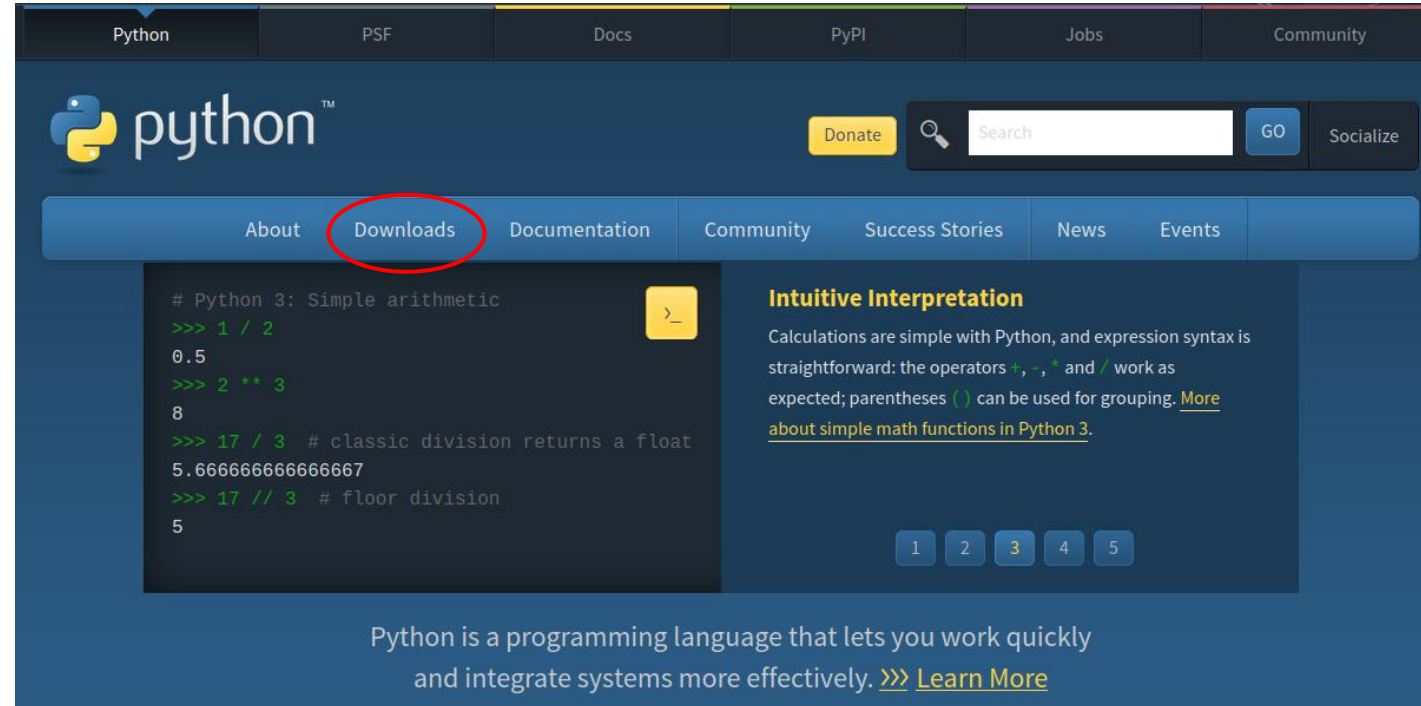 Python PSF Docs PyPI Jobs Community
python™
Donate Search GO Socialize
About Downloads Documentation Community Success Stories News Events
# Python 3: Simple arithmetic
>>> 1 / 2
0.5
>>> 2 ** 3
8
>>> 17 / 3  # classic division returns a float
5.666666666666667
>>> 17 // 3  # floor division
5
>_
Intuitive Interpretation
Calculations are simple with Python, and expression syntax is
straightforward: the operators +, -, * and / work as
expected; parentheses () can be used for grouping. More
about simple math functions in Python 3.
1 2 3 4 5
Python is a programming language that lets you work quickly
and integrate systems more effectively. >>> Learn More